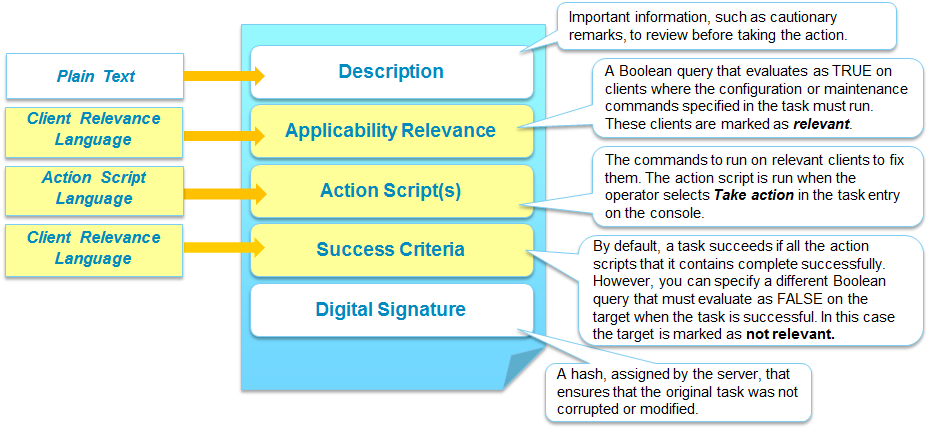 Important information, such as cautionary
remarks, to review before taking the action.
Plain Text
Description
A Boolean query that evaluates as TRUE on
clients where the configuration or maintenance
commands specified in the task must run.
These clients are marked as relevant.
Client Relevance
Language
Applicability Relevance
The commands to run on relevant clients to fix
them. The action script is run when the
operator selects Take action in the task entry
on the console.
Action Script
Language
Action Script(s)
Client Relevance
Language
Success Criteria
By default, a task succeeds if all the action
scripts that it contains complete successfully.
However, you can specify a different Boolean
query that must evaluate as FALSE on the
target when the task is successful. In this case
the target is marked as not relevant.
Digital Signature
A hash, assigned by the server, that
ensures that the original task was not
corrupted or modified.